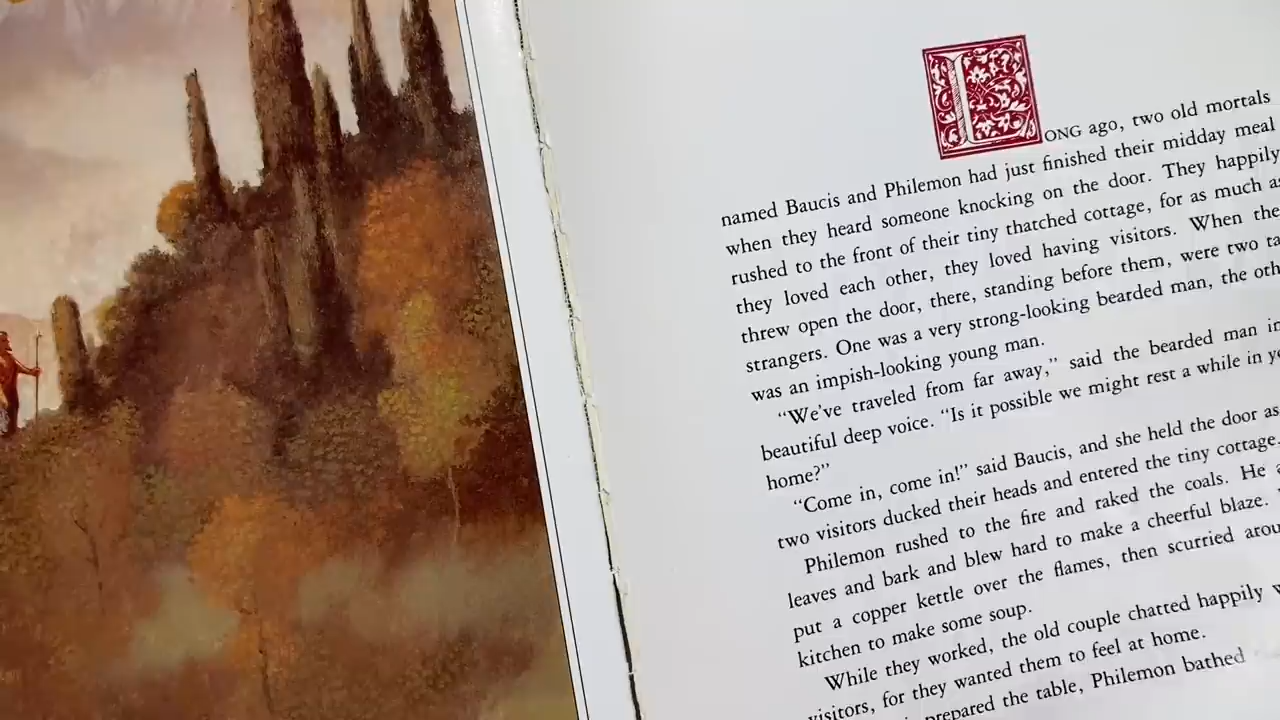 LONG ago, two old mortals
named Baucis and Philemon had just finished their midday meal
when they heard someone knocking on the door. They happily
rushed to the front of their tiny thatched cottage, for as much as
they loved each other, they loved having visitors. When the
threw open the door, there, standing before them, were two ta
strangers. One was a very strong-looking bearded man, the oth
was an impish-looking young man.
“We’ve traveled from far away,” said the bearded man in
beautiful deep voice. “Is it possible we might rest a while in yo
home?”
“Come in, come in!” said Baucis, and she held the door as
two visitors ducked their heads and entered the tiny cottage.
Philemon rushed to the fire and raked the coals. He a
leaves and bark and blew hard to make a cheerful blaze.
put a copper kettle over the flames, then scurried arou
kitchen to make some soup.
While they worked, the old couple chatted happily w
visitors, for they wanted them to feel at home.
prepared the table, Philemon bathed